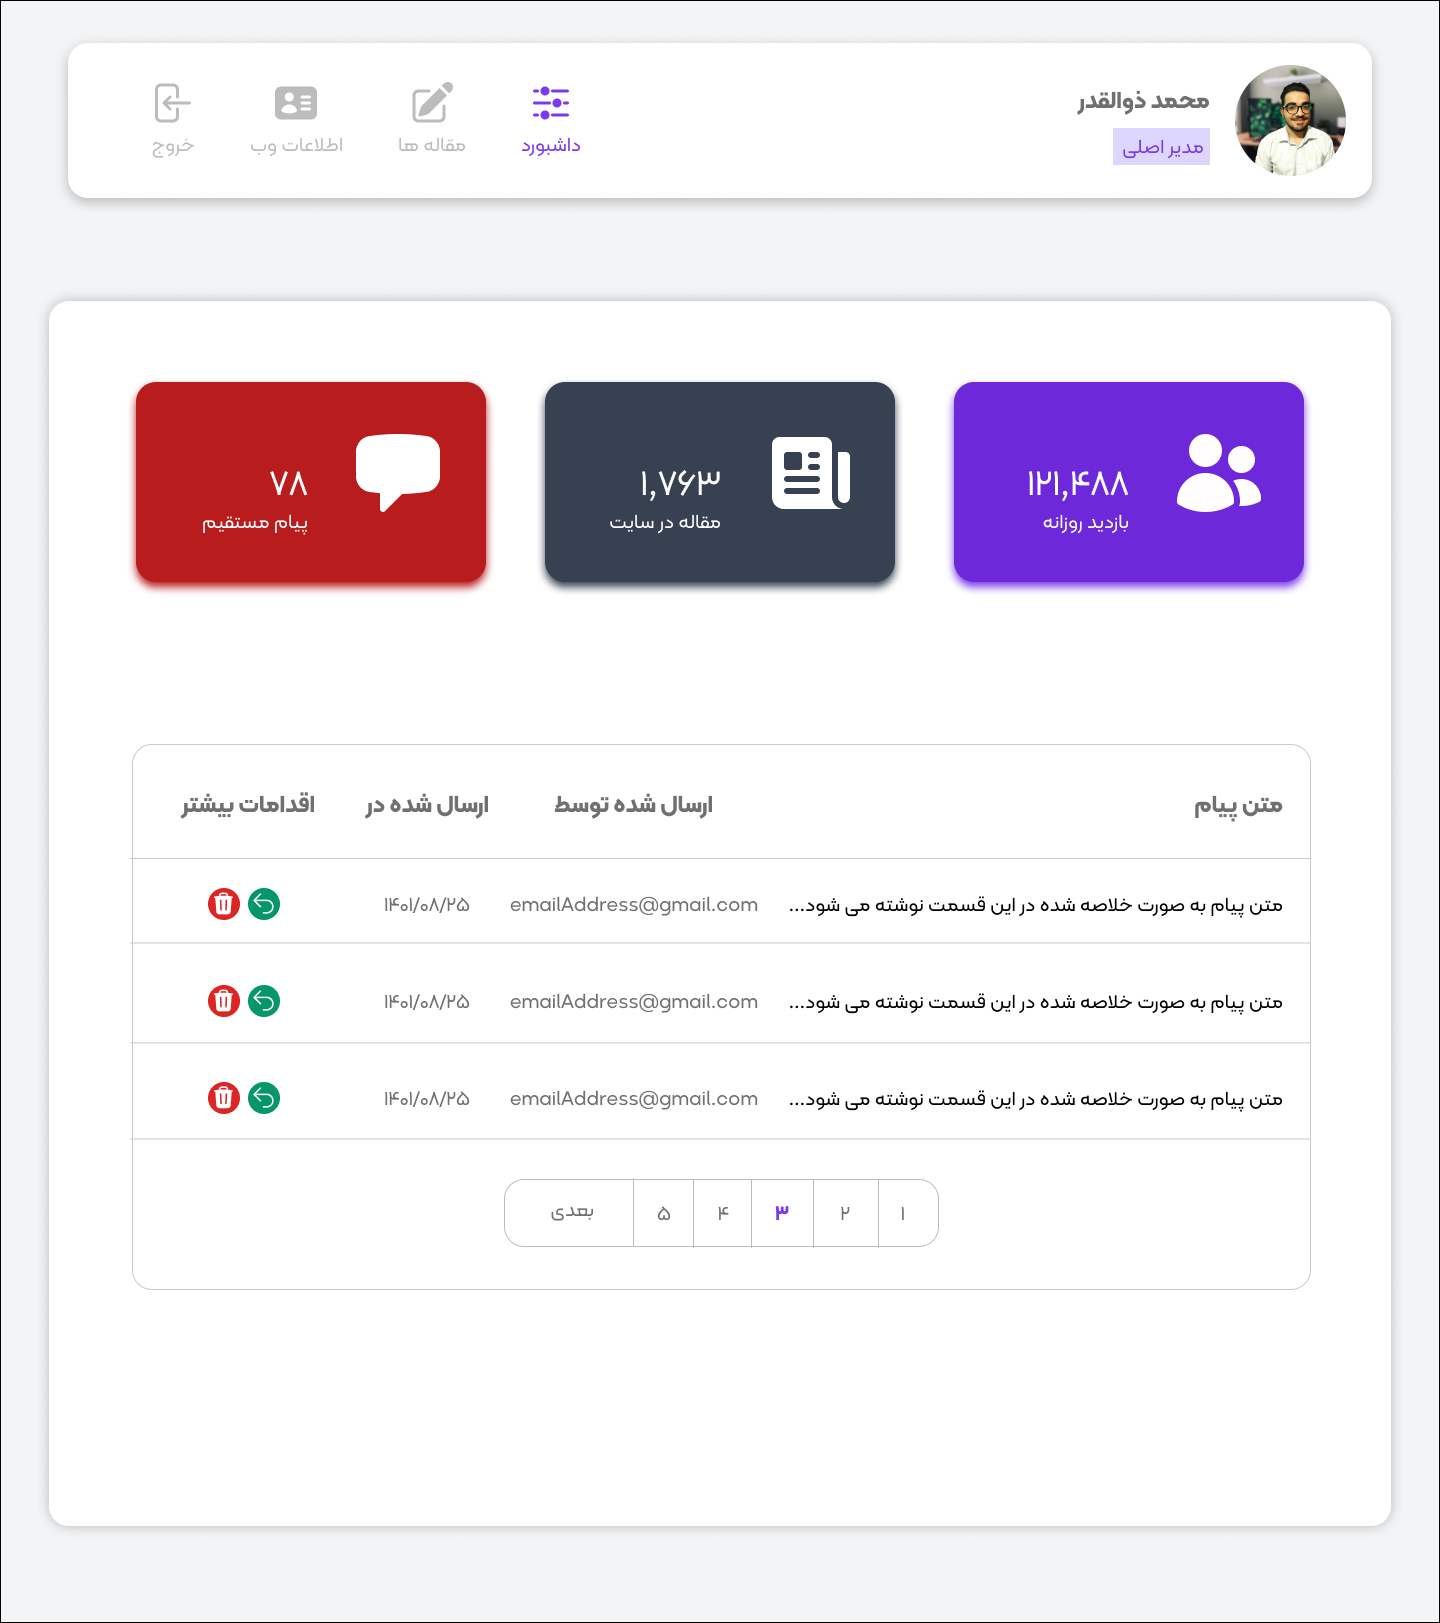 محمد ذوالقدر
مدیر اصلی
داشبورد
مقاله ها
اطلاعات وب
خروج
۱۲۱,۴۸۸
بازدید روزانه
۱,۷۶۳
مقاله در سایت
۷۸
پیام مستقیم
متن پیام ارسال شده توسط ارسال شده در اقدامات بیشتر
متن پیام به صورت خلاصه شده در این قسمت نوشته می شود... emailAddress@gmail.com ۱۴۰۱/۰۸/۲۵
متن پیام به صورت خلاصه شده در این قسمت نوشته می شود... emailAddress@gmail.com ۱۴۰۱/۰۸/۲۵
متن پیام به صورت خلاصه شده در این قسمت نوشته می شود... emailAddress@gmail.com ۱۴۰۱/۰۸/۲۵
۱ ۲ ۳ ۴ ۵ بعدی